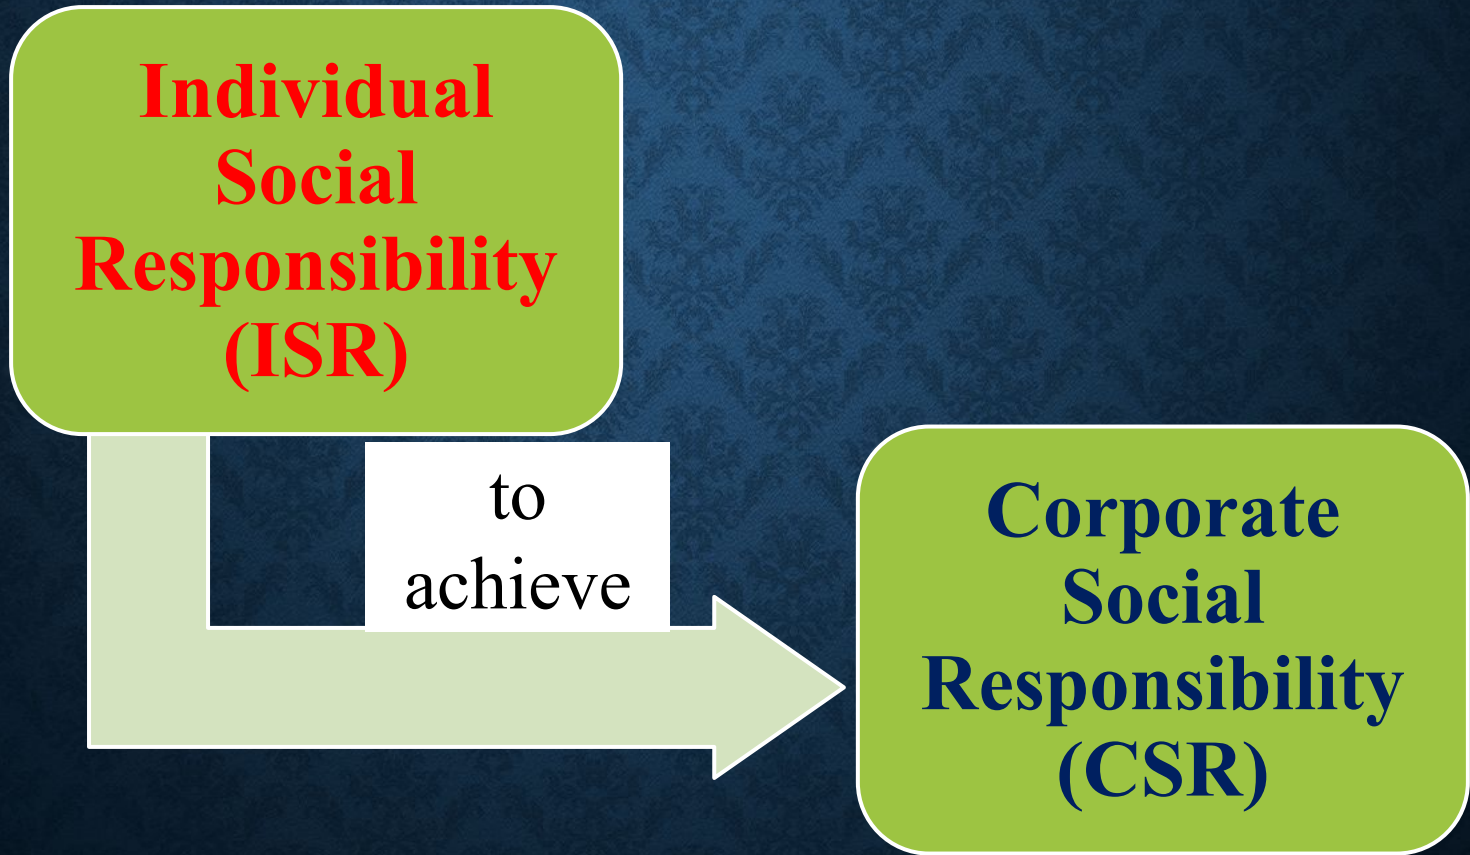 Individual
Social
Responsibility
(ISR)
to
achieve
Corporate
Social
Responsibility
(CSR)